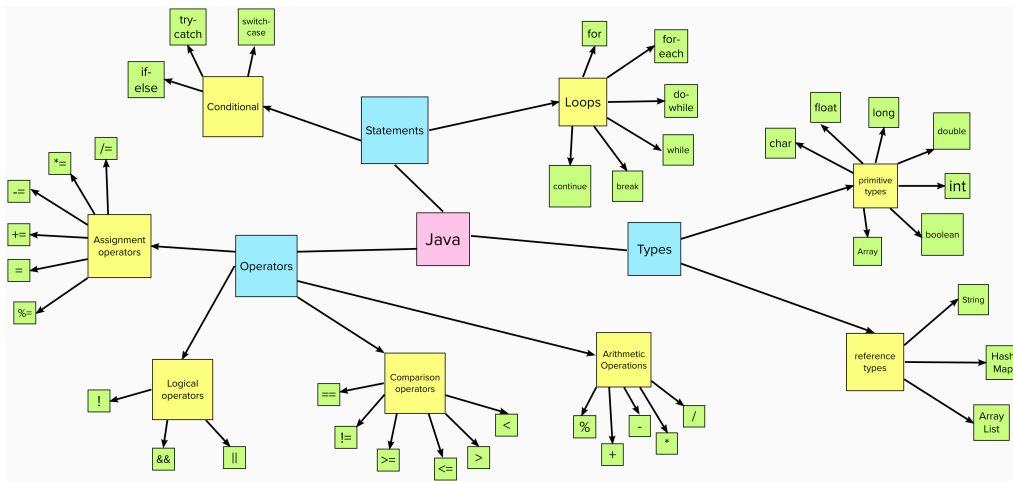 try-
catch
switch-
case
if-
else
Conditional
Statements
for
for-
each
Loops
do-
while
while
continue
break
float
long
double
char
primitive
types
int
boolean
Array
/=
*=
-=
+=
=
%=
Assignment
operators
Operators
Java
Types
String
reference
types
Hash
Map
Array
List
Logical
operators
!
&&
||
Comparison
operators
==
!=
>=
<=
>
<
Arithmetic
Operations
%
+
-
*
/